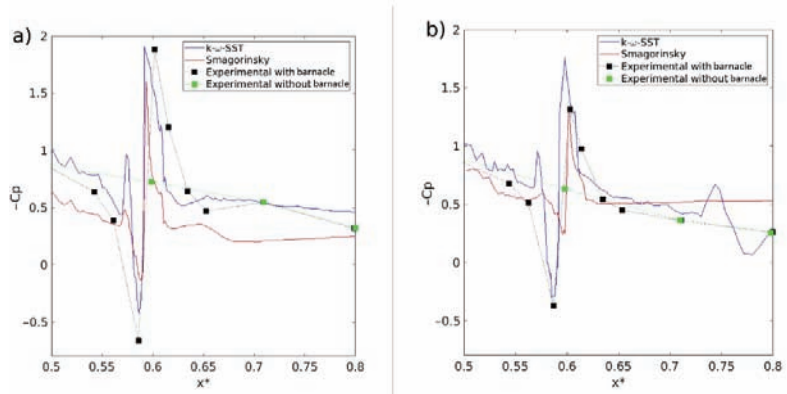 a)
k-ω-SST
Smagorinsky
Experimental with barnacle
Experimental without barnacle
2
1.5
1
0.5
0
−0.5
−Cp
0.5
0.55
0.6
0.65
0.7
0.75
0.8
x*
b)
k-ω-SST
Smagorinsky
Experimental with barnacle
Experimental without barnacle
2
1.5
1
0.5
0
−0.5
−Cp
0.5
0.55
0.6
0.65
0.7
0.75
0.8
x*